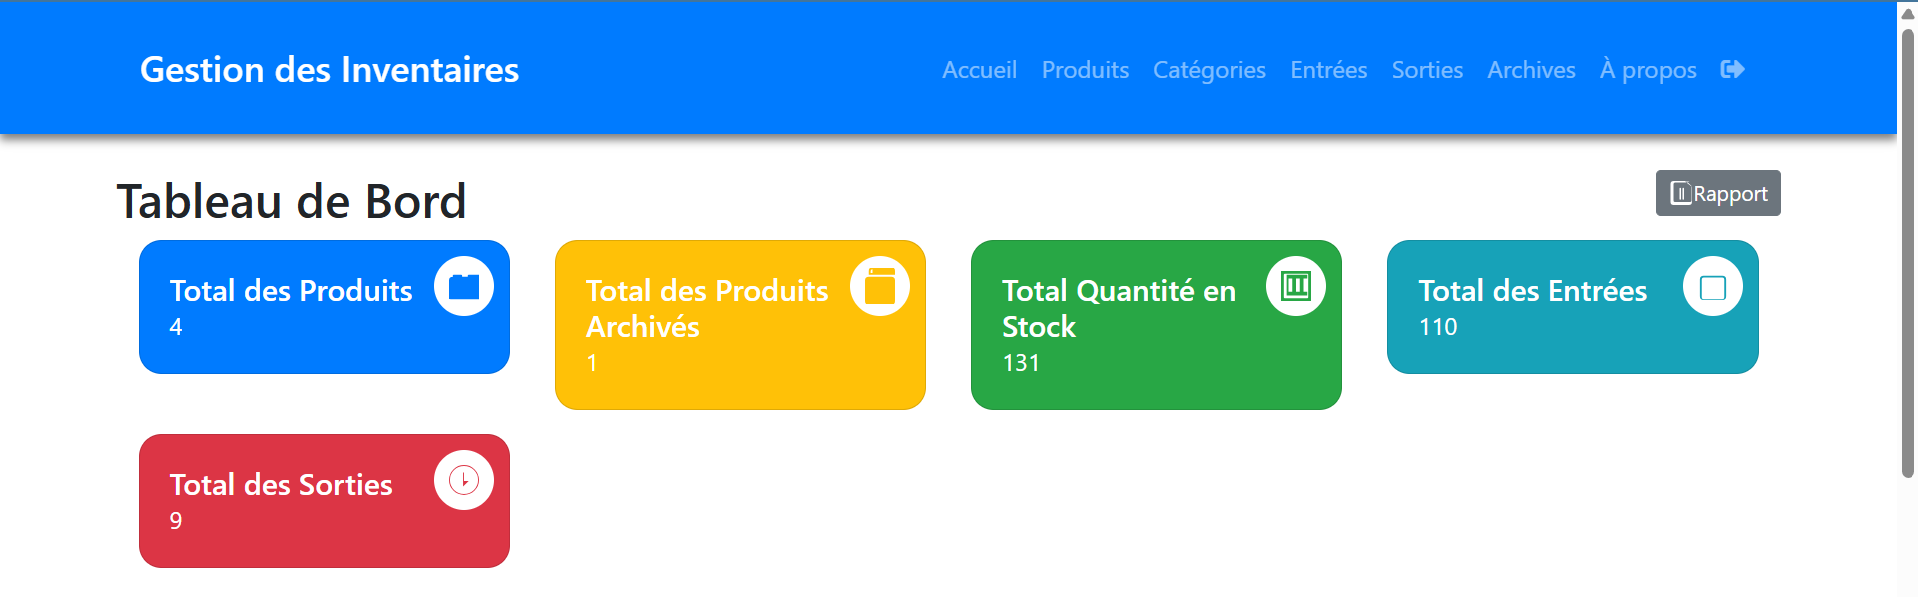 Gestion des Inventaires
Accueil Produits Catégories Entrées Sorties Archives À propos
Tableau de Bord
Rapport
Total des Produits
4
Total des Produits
Archivés
1
Total Quantité en
Stock
131
Total des Entrées
110
Total des Sorties
9